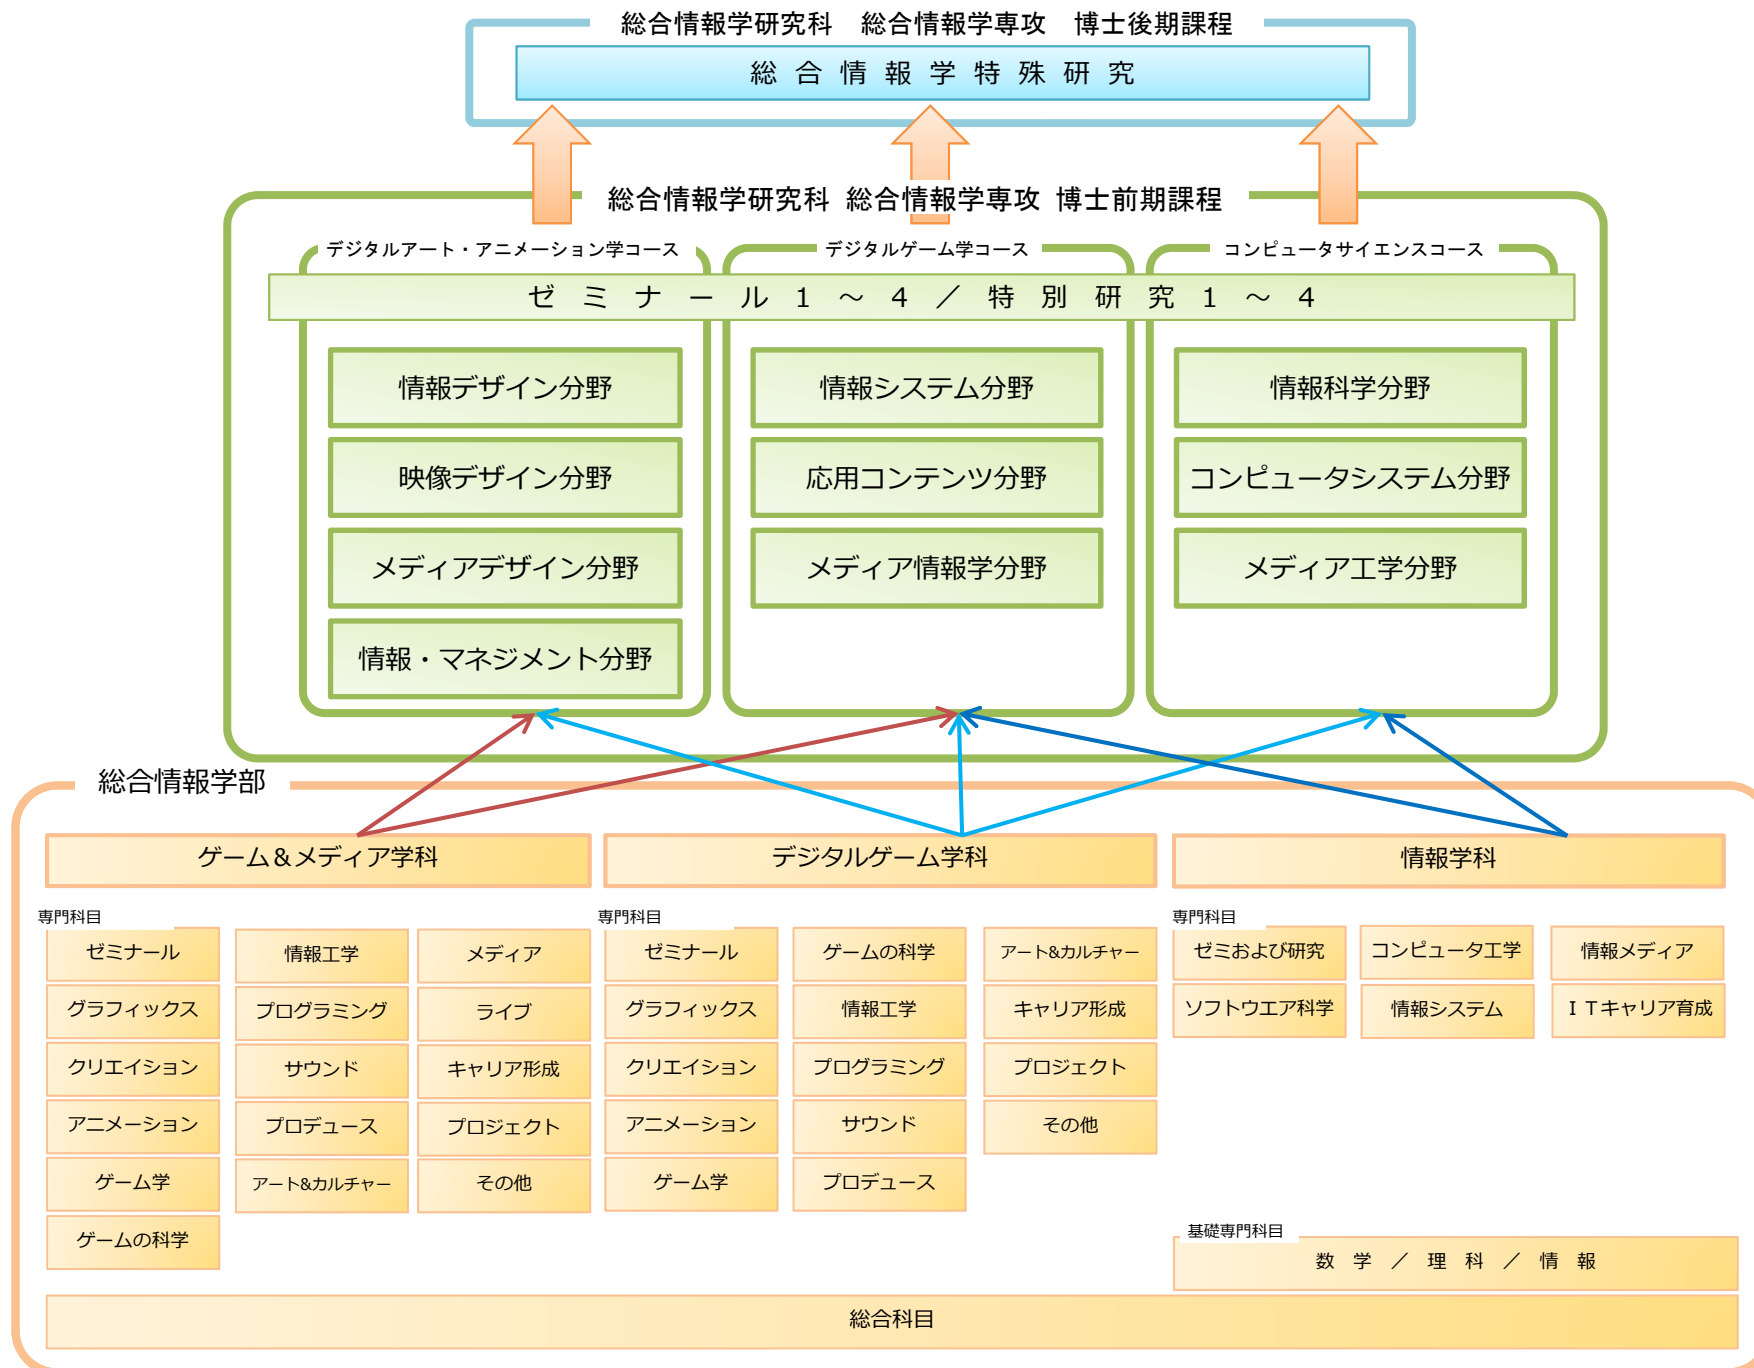 総合情報学研究科　総合情報学専攻　博士後期課程
総合情報学特殊研究
総合情報学研究科 総合情報学専攻 博士前期課程
デジタルアート・アニメーション学コース
デジタルゲーム学コース
コンピュータサイエンスコース
ゼミナール１～４／特別研究１～４
情報デザイン分野
情報システム分野
情報科学分野
映像デザイン分野
応用コンテンツ分野
コンピュータシステム分野
メディアデザイン分野
メディア情報学分野
メディア工学分野
情報・マネジメント分野
総合情報学部
ゲーム＆メディア学科
デジタルゲーム学科
情報学科
専門科目
ゼミナール
情報工学
メディア
グラフィックス
プログラミング
ライブ
クリエイション
サウンド
キャリア形成
アニメーション
プロデュース
プロジェクト
ゲーム学
アート&カルチャー
その他
ゲームの科学
専門科目
ゼミナール
ゲームの科学
アート&カルチャー
グラフィックス
情報工学
キャリア形成
クリエイション
プログラミング
プロジェクト
アニメーション
サウンド
その他
ゲーム学
プロデュース
専門科目
ゼミおよび研究
コンピュータ工学
情報メディア
ソフトウエア科学
情報システム
ＩＴキャリア育成
基礎専門科目
数　学　／　理　科　／　情　報
総合科目